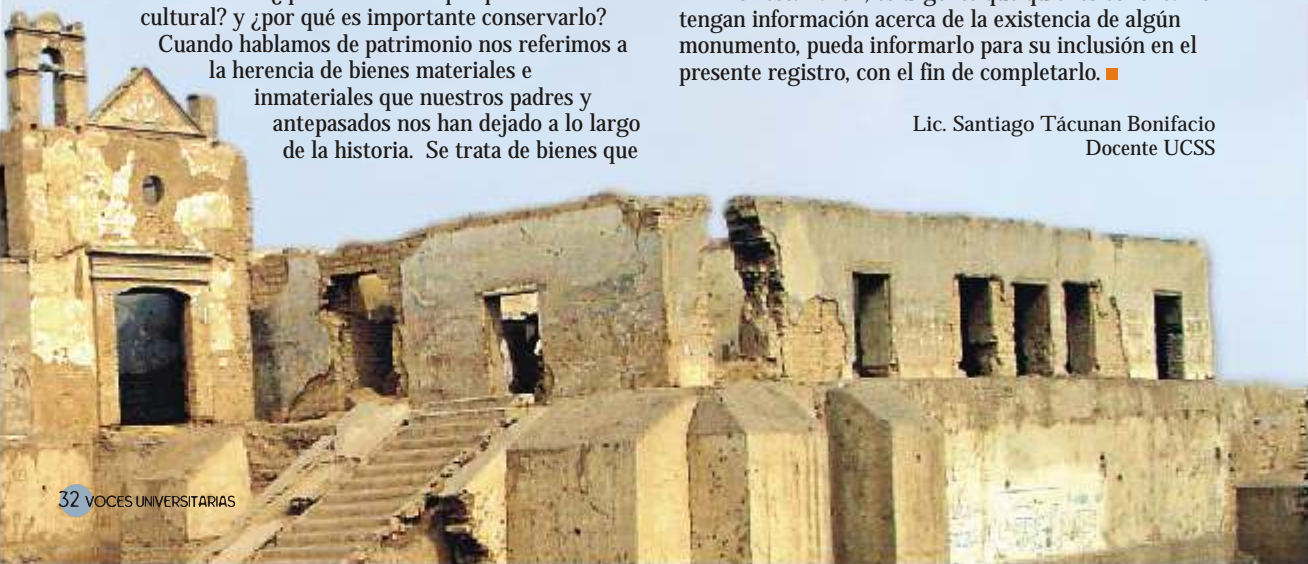 cultural? y ¿por qué es importante conservarlo?
Cuando hablamos de patrimonio nos referimos a
la herencia de bienes materiales e
inmateriales que nuestros padres y
antepasados nos han dejado a lo largo
de la historia. Se trata de bienes que
tengan información acerca de la existencia de algún
monumento, pueda informarlo para su inclusión en el
presente registro, con el fin de completarlo.
Lic. Santiago Tácunan Bonifacio
Docente UCSS
32 VOCES UNIVERSITARIAS